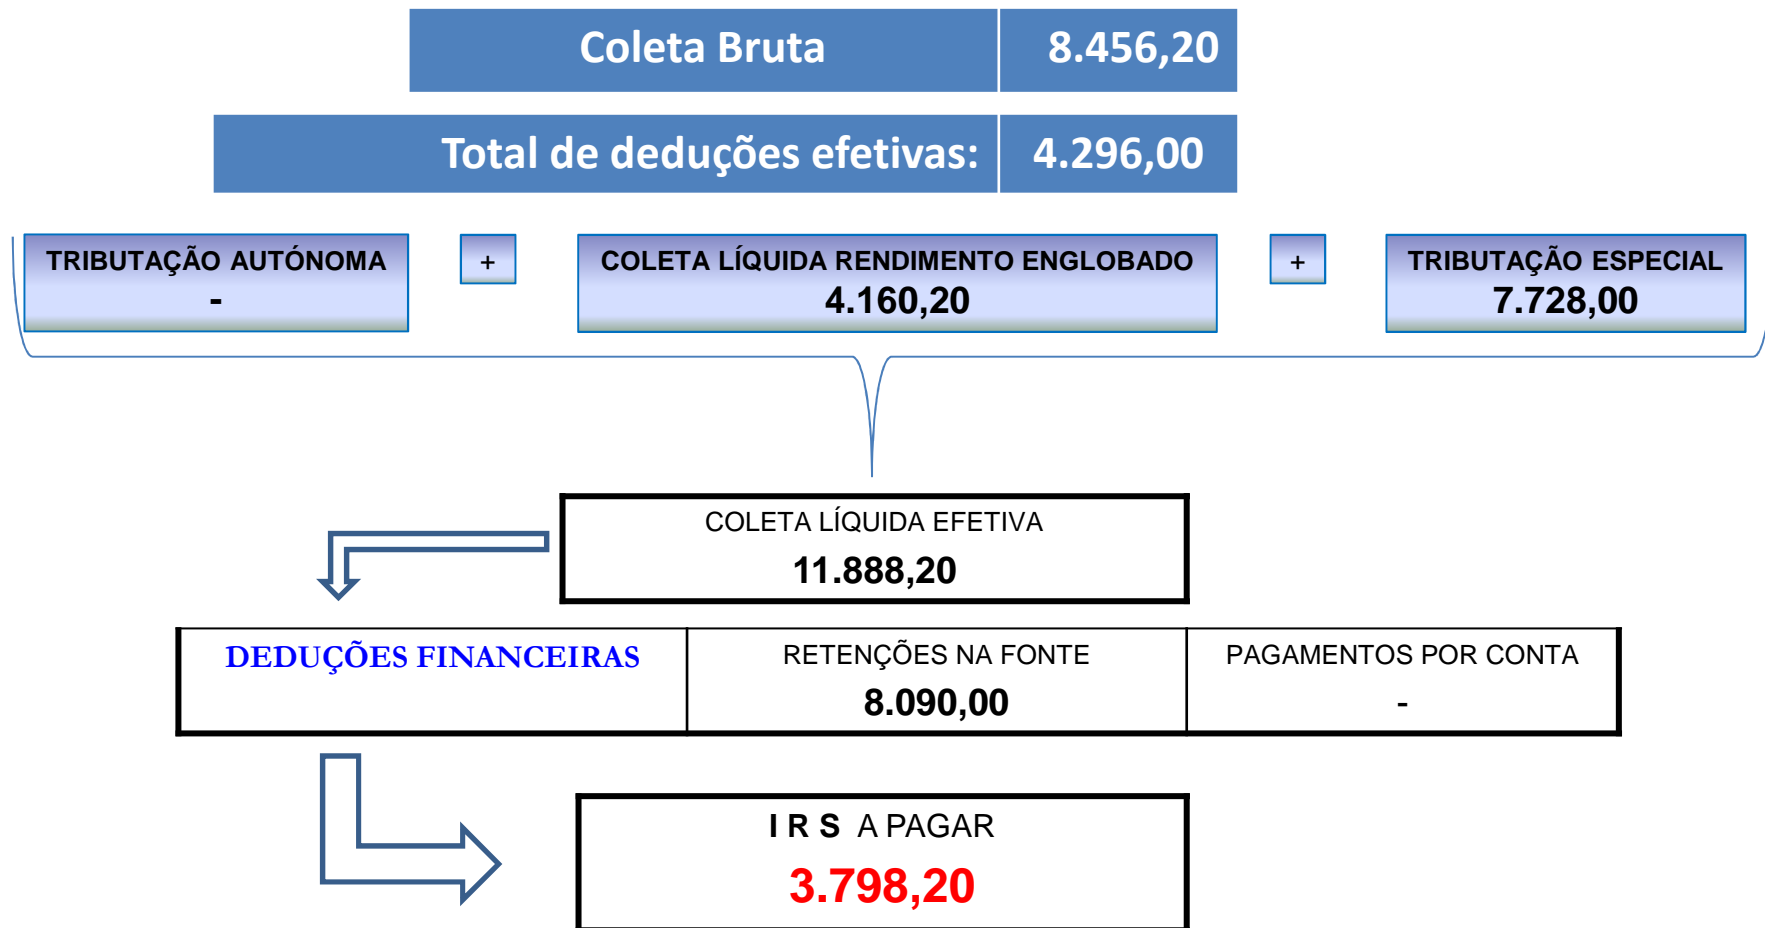 Coleta Bruta 8.456,20
Total de deduções efetivas: 4.296,00
TRIBUTAÇÃO AUTÓNOMA + COLETA LÍQUIDA RENDIMENTO ENGLOBADO + TRIBUTAÇÃO ESPECIAL
- 4.160,20 7.728,00
COLETA LÍQUIDA EFETIVA
11.888,20
DEDUÇÕES FINANCEIRAS RETENÇÕES NA FONTE PAGAMENTOS POR CONTA
8.090,00 -
I R S A PAGAR
3.798,20